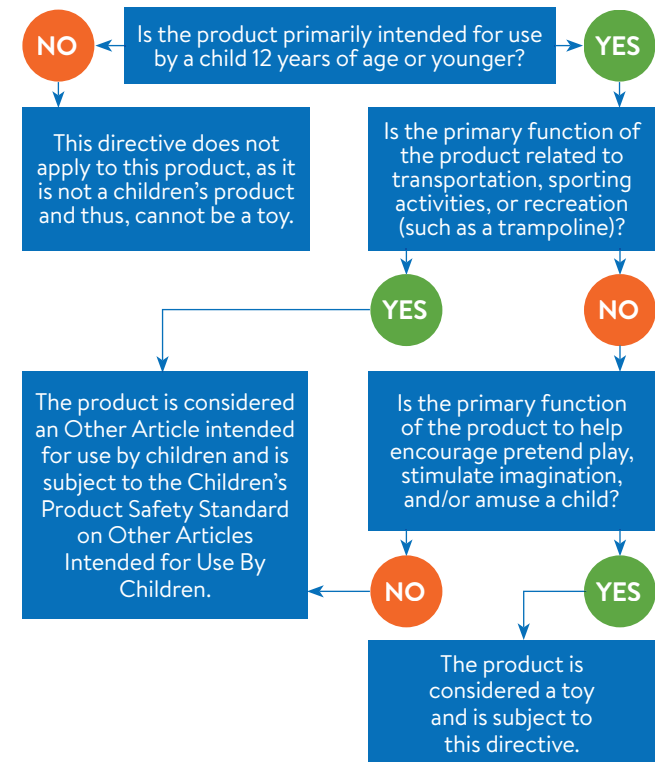 NO
Is the product primarily intended for use
by a child 12 years of age or younger?
YES
This directive does not
apply to this product, as it
is not a children’s product
and thus, cannot be a toy.
Is the primary function of
the product related to
transportation, sporting
activities, or recreation
(such as a trampoline)?
YES
NO
The product is considered
an Other Article intended
for use by children and is
subject to the Children’s
Product Safety Standard
on Other Articles
Intended for Use By
Children.
Is the primary function
of the product to help
encourage pretend play,
stimulate imagination,
and/or amuse a child?
NO
YES
The product is
considered a toy
and is subject to
this directive.